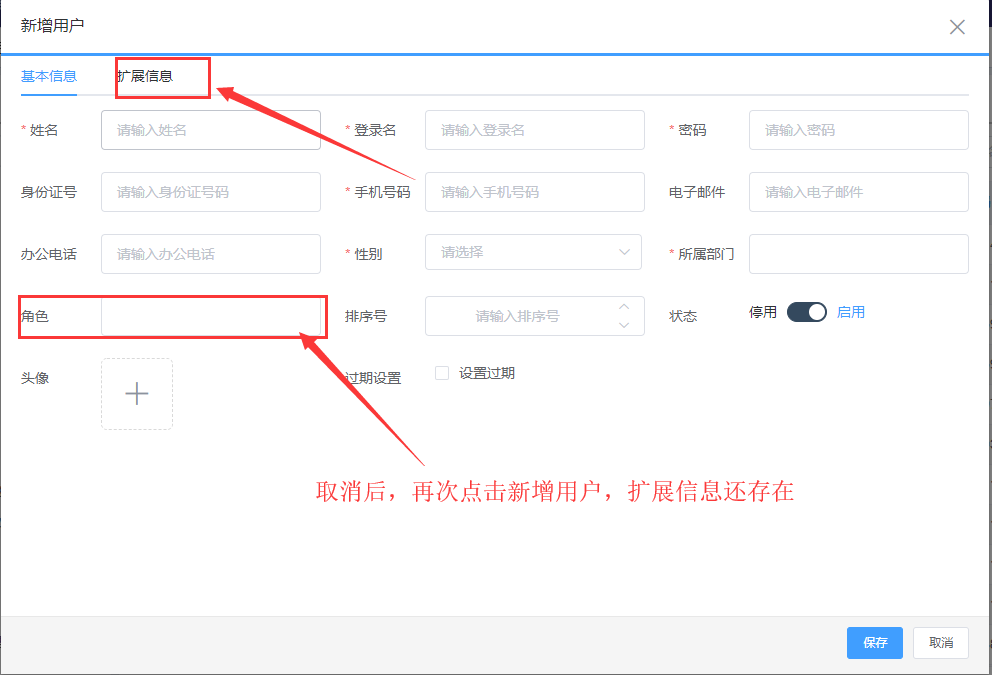 新增用户
基本信息 扩展信息
* 姓名 请输入姓名 * 登录名 请输入登录名 * 密码 请输入密码
身份证号 请输入身份证号码 * 手机号码 请输入手机号码 电子邮件 请输入电子邮件
办公电话 请输入办公电话 * 性别 请选择 * 所属部门
角色 排序号 请输入排序号 状态 停用 启用
头像 过期设置 设置过期
取消后，再次点击新增用户，扩展信息还存在
保存 取消